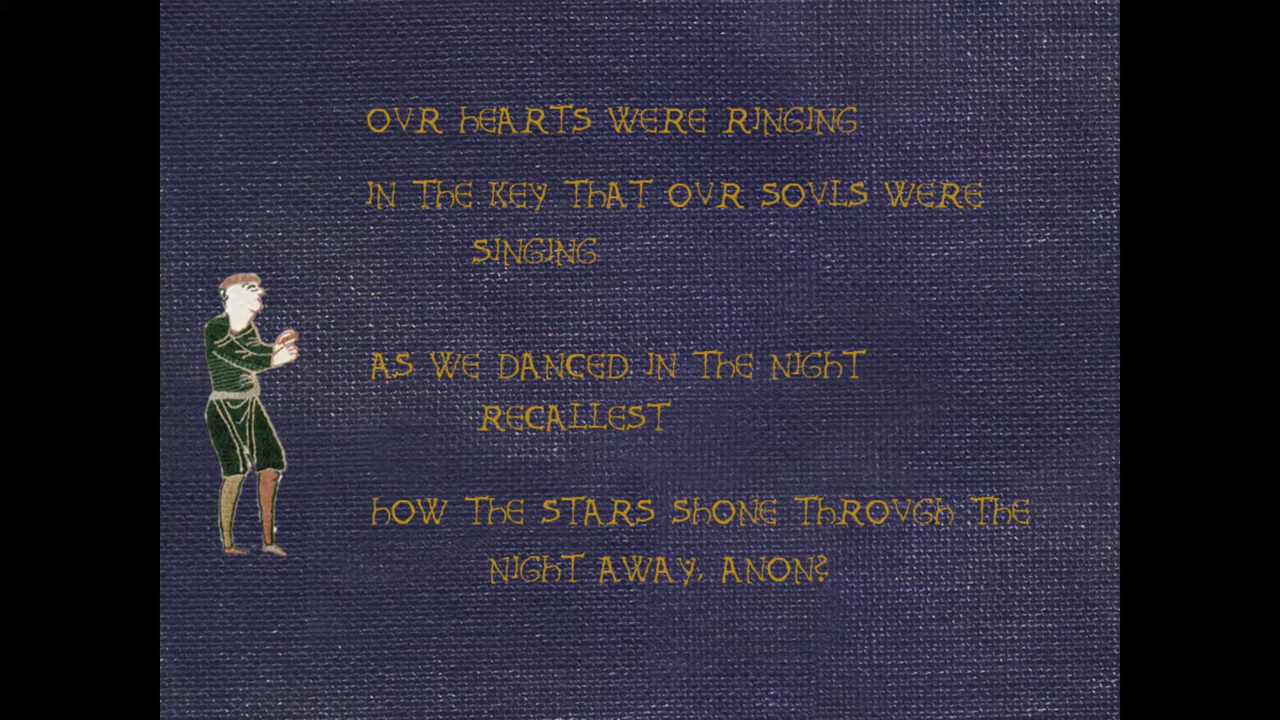 OVR HEARTS WERE RINGING
IN THE KEY THAT OVR SOVLS WERE
SINGING
AS WE DANCED IN THE NIGHT
RECALLEST
HOW THE STARS SHONE THROVGH THE
NIGHT AWAY, ANON?